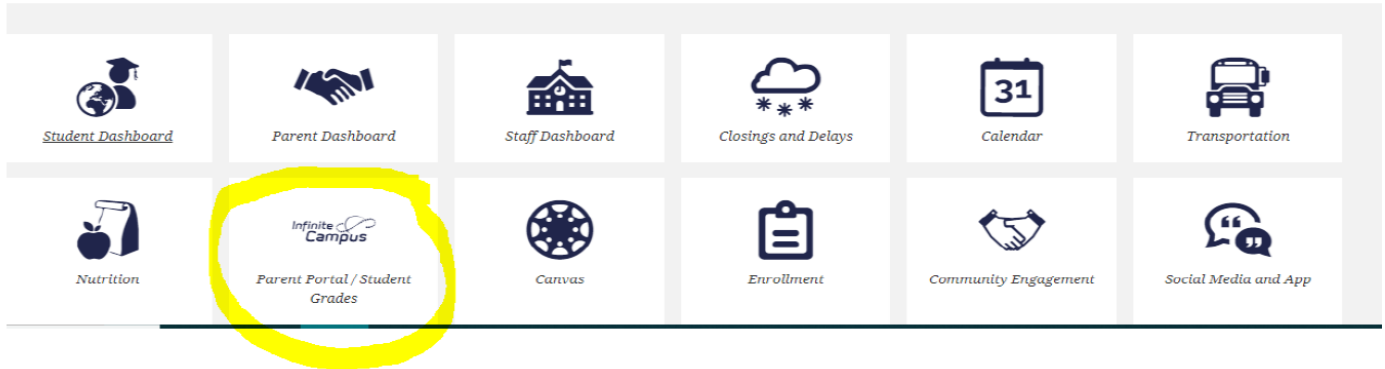 31
Student Dashboard
Parent Dashboard
Staff Dashboard
Closings and Delays
Calendar
Transportation
Infinite
Campus
Nutrition
Parent Portal / Student
Grades
Canvas
Enrollment
Community Engagement
Social Media and App